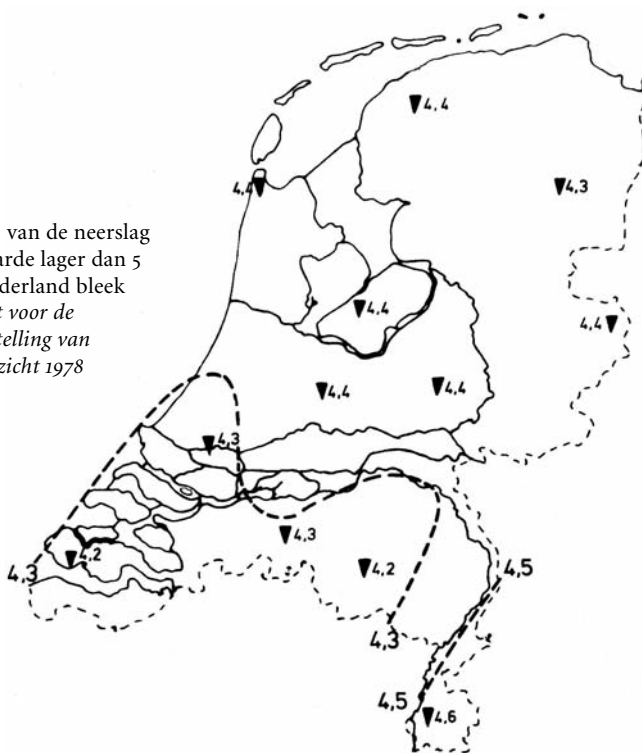 4,4
4,4
4,3
van de neerslag
arde lager dan 5
derland bleek
t voor de
telling van
zicht 1978
4,4
4,4
4,4
4,4
4,3
4,3
4,2
4,3
4,2
4,5
4,3
4,5
4,6